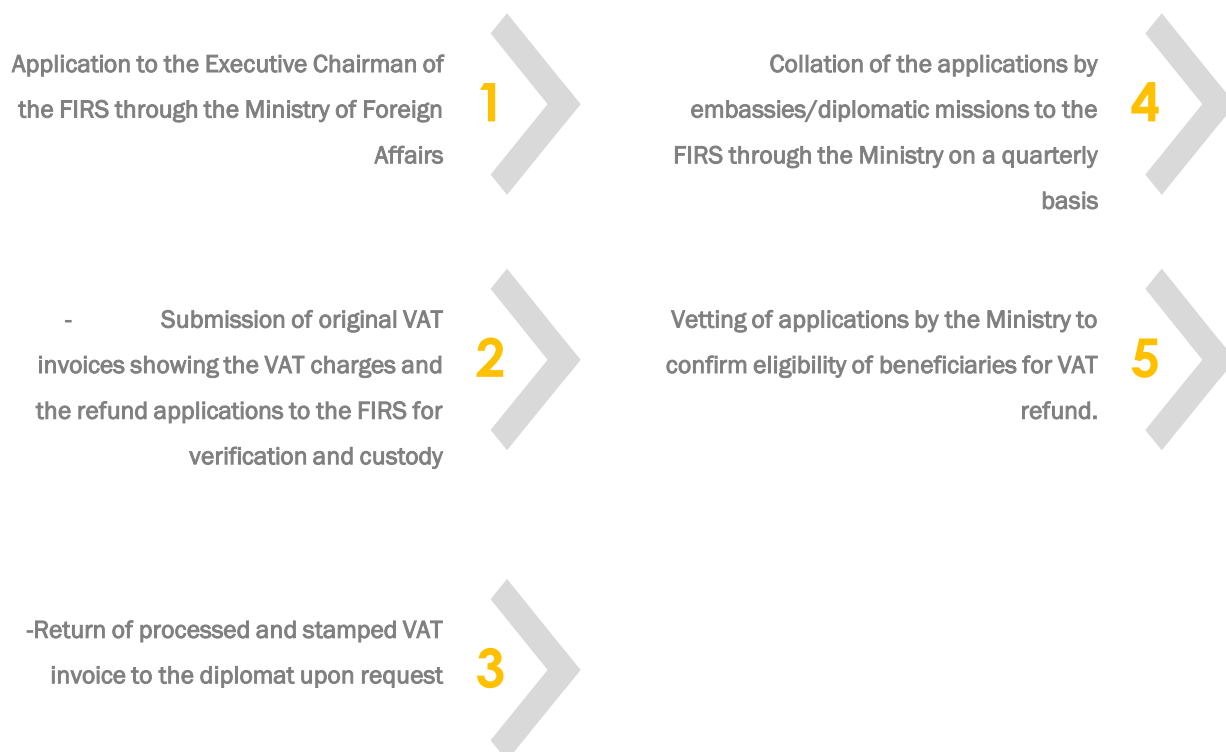 Application to the Executive Chairman of
the FIRS through the Ministry of Foreign
Affairs
1
- Submission of original VAT
invoices showing the VAT charges and
the refund applications to the FIRS for
verification and custody
2
-Return of processed and stamped VAT
invoice to the diplomat upon request
3
Collation of the applications by
embassies/diplomatic missions to the
FIRS through the Ministry on a quarterly
basis
4
Vetting of applications by the Ministry to
confirm eligibility of beneficiaries for VAT
refund.
5